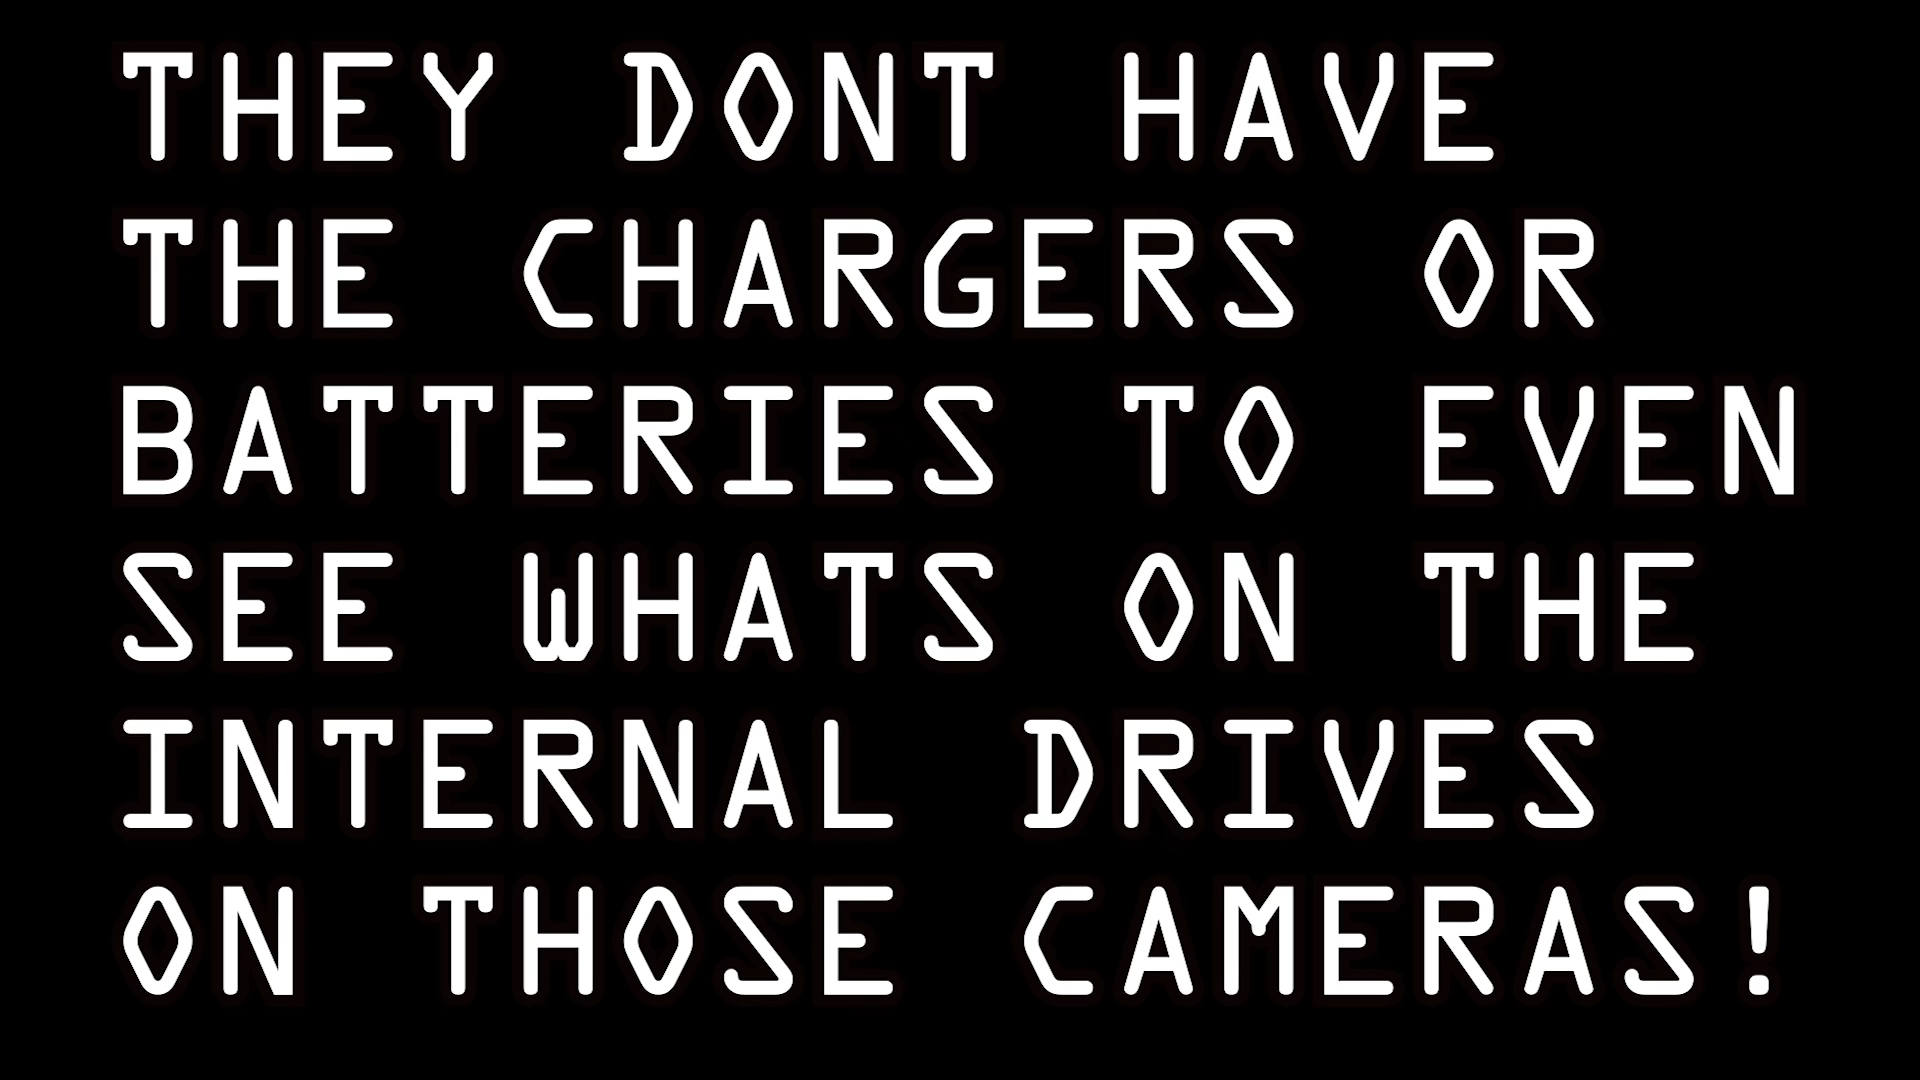 THEY DONT HAVE
THE CHARGERS OR
BATTERIES TO EVEN
SEE WHATS ON THE
INTERNAL DRIVES
ON THOSE CAMERAS!